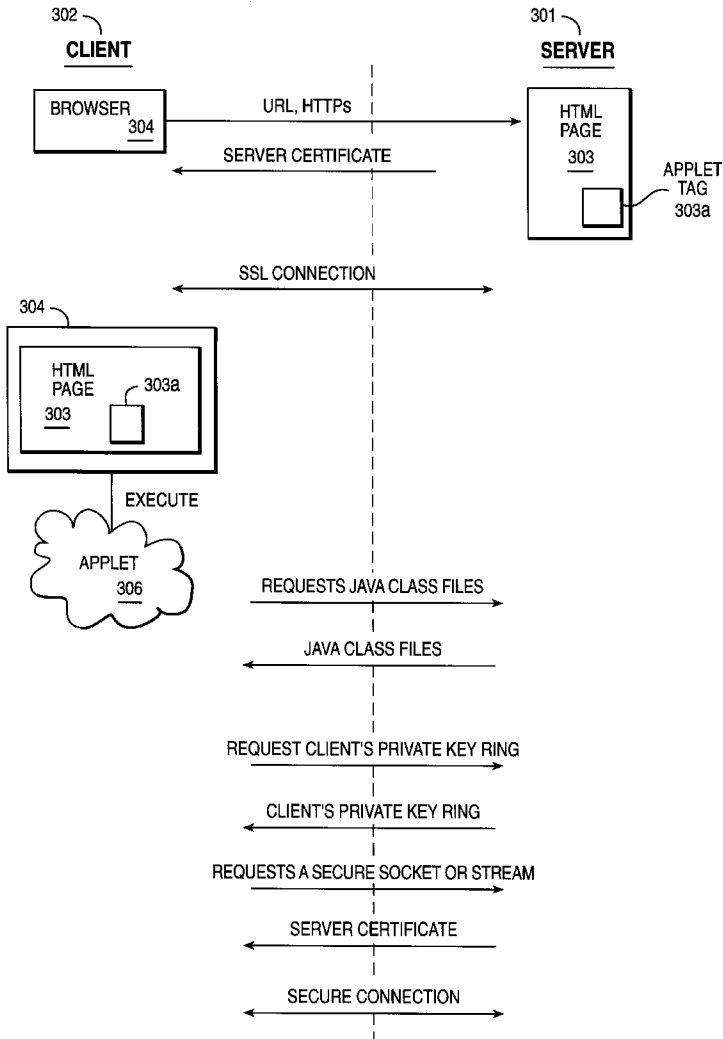 302
CLIENT
301
SERVER
BROWSER
304
URL, HTTPs
HTML
PAGE
303
SERVER CERTIFICATE
APPLET
TAG
303a
SSL CONNECTION
304
HTML
PAGE
303
303a
EXECUTE
APPLET
306
REQUESTS JAVA CLASS FILES
JAVA CLASS FILES
REQUEST CLIENT'S PRIVATE KEY RING
CLIENT'S PRIVATE KEY RING
REQUESTS A SECURE SOCKET OR STREAM
SERVER CERTIFICATE
SECURE CONNECTION